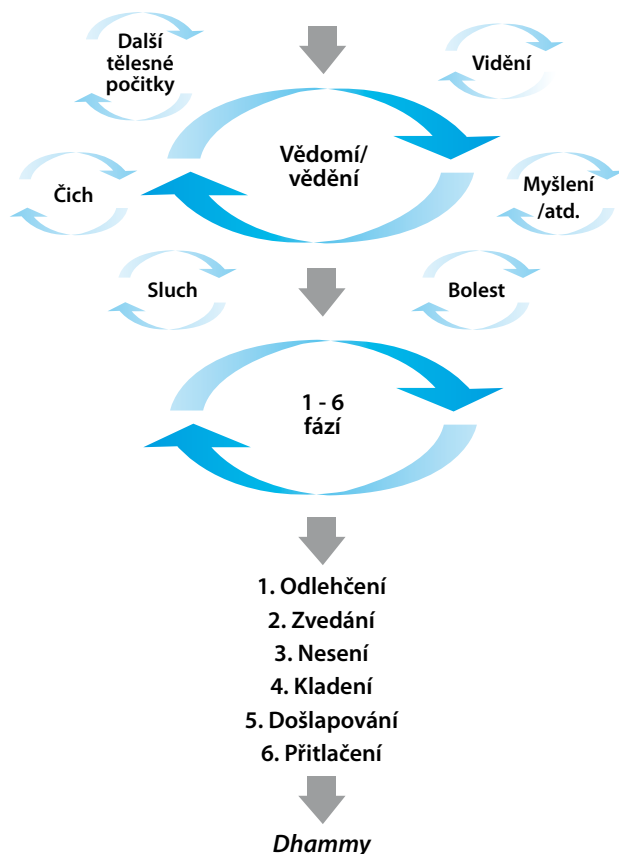 Další
tělesné
počitky
Vidění
Vědomí/
vědění
Čich
Myšlení
/atd.
Sluch
Bolest
1 - 6
fází
1. Odlehčení
2. Zvedání
3. Nesení
4. Kladení
5. Došlapování
6. Přitlačení
Dhammy